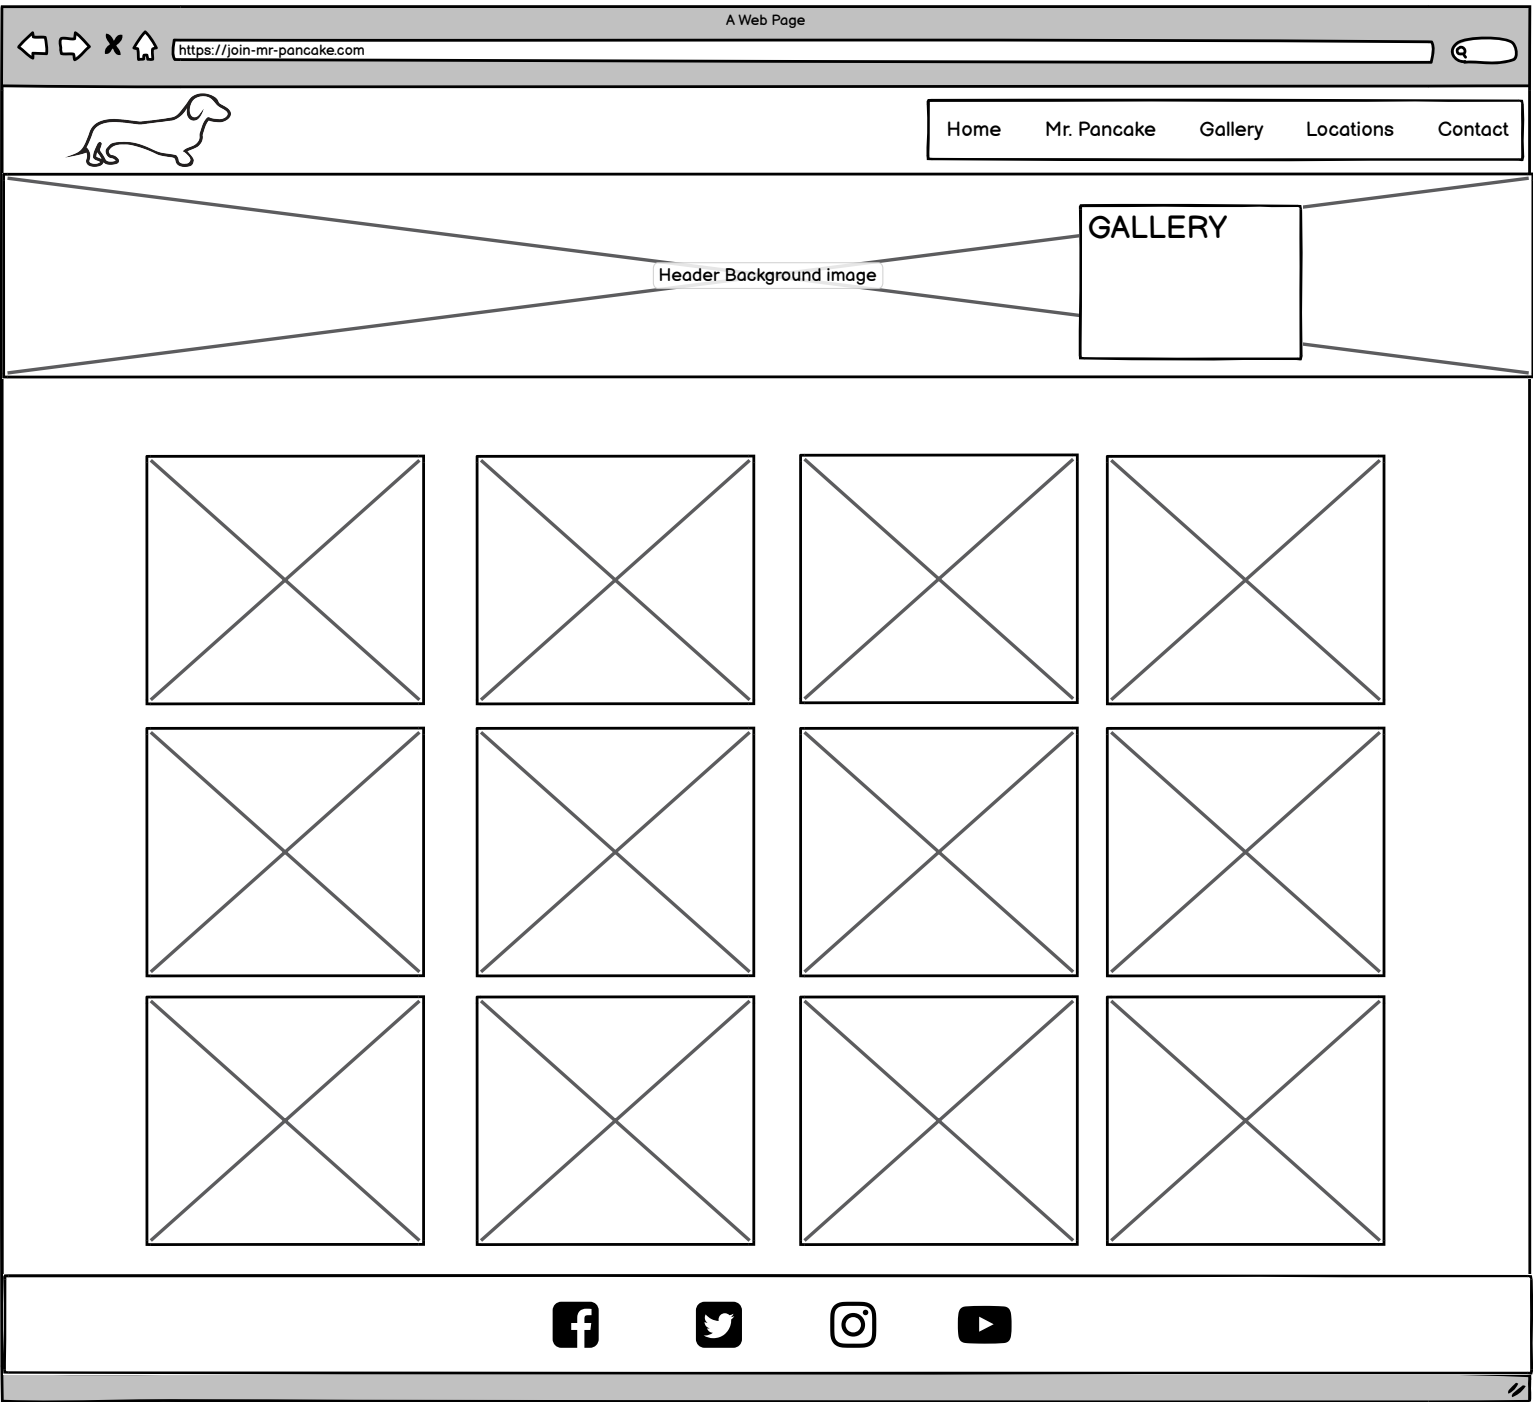 A Web Page
https://join-mr-pancake.com
Home Mr. Pancake Gallery Locations Contact
GALLERY
Header Background image